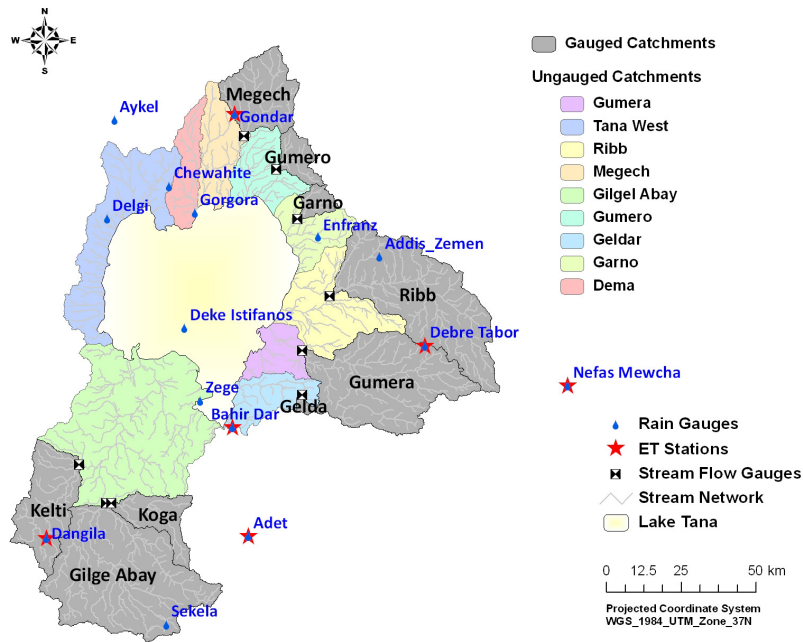 N
W
E
S
Aykel
Megech
Gondar
Gumero
Chewahite
Garno
Delgi
Gorgora
Enfranz
Addis_Zemen
Ribb
Deke Istifanos
Debre Tabor
Gumera
Nefas Mewcha
Zege
Gelda
Bahir Dar
Kelti
Koga
Adet
Dangila
Gilge Abay
Sekela
Gauged Catchments
Ungauged Catchments
Gumera
Tana West
Ribb
Megech
Gilgel Abay
Gumero
Geldar
Garno
Dema
Rain Gauges
ET Stations
Stream Flow Gauges
Stream Network
Lake Tana
0 12.5 25 50 km
Projected Coordinate System
WGS_1984_UTM_Zone_37N